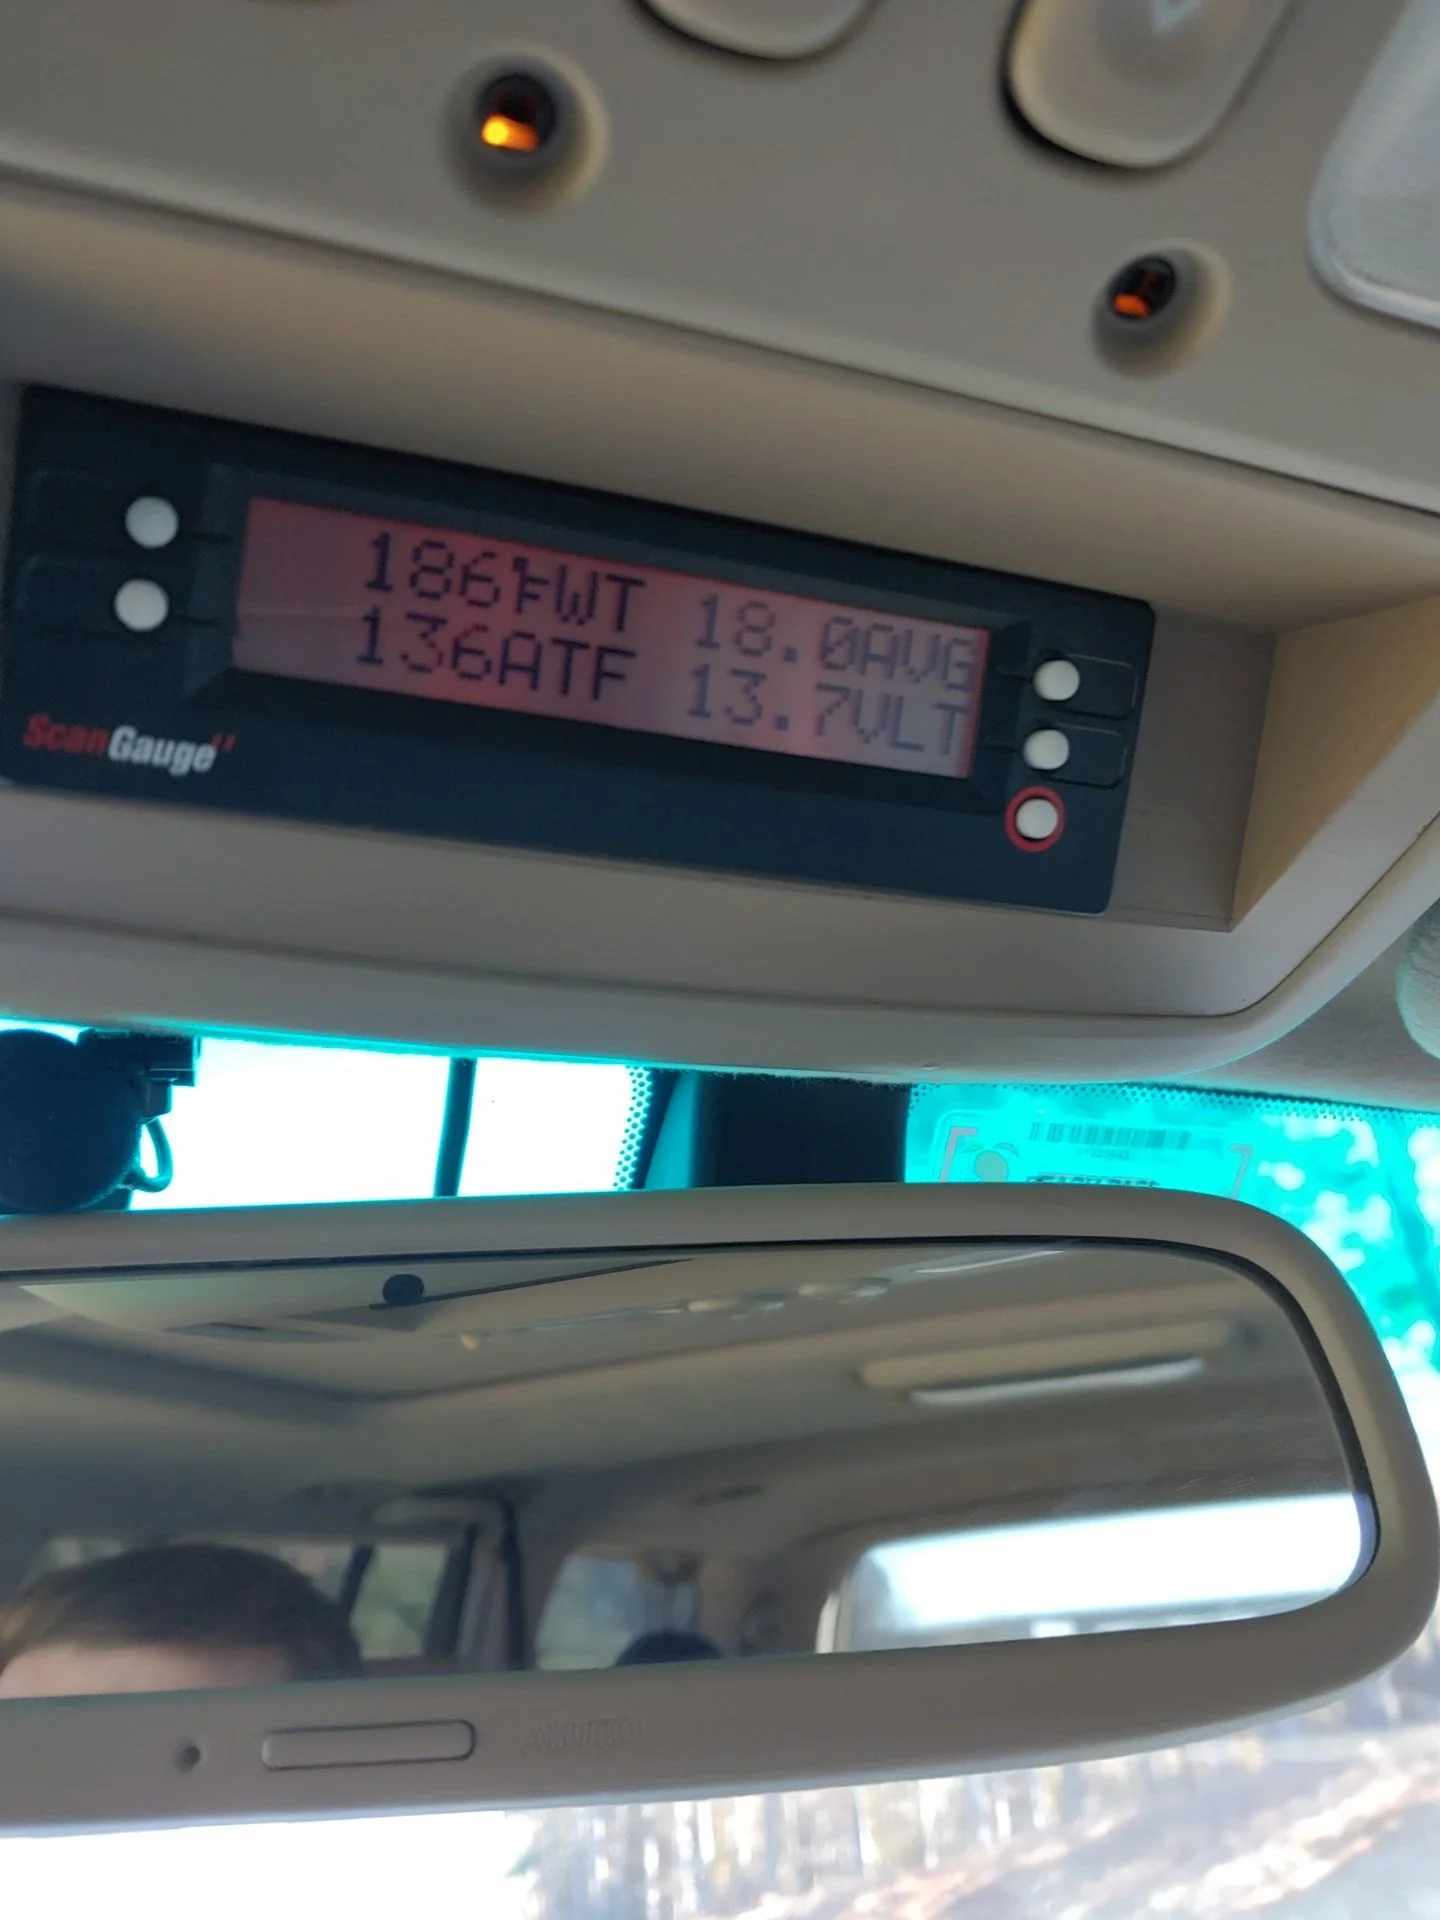 186°FWT 18.0AVG
136ATF 13.7VLT
ScanGauge II